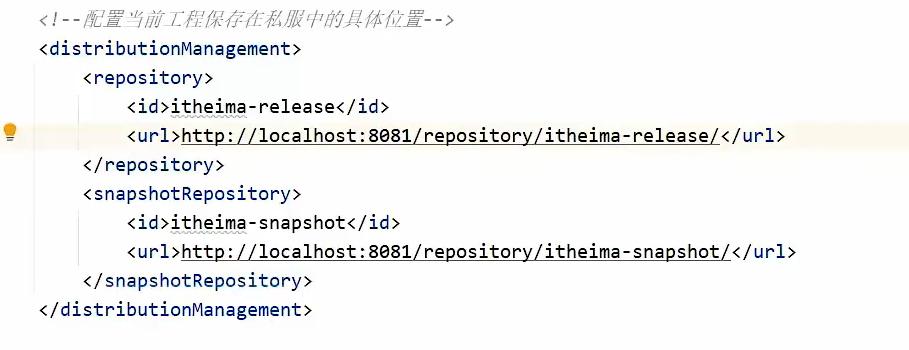 <!--配置当前工程保存在私服中的具体位置-->
<distributionManagement>
<repository>
<id>itheima-release</id>
<url>http://localhost:8081/repository/itheima-release/</url>
</repository>
<snapshotRepository>
<id>itheima-snapshot</id>
<url>http://localhost:8081/repository/itheima-snapshot/</url>
</snapshotRepository>
</distributionManagement>